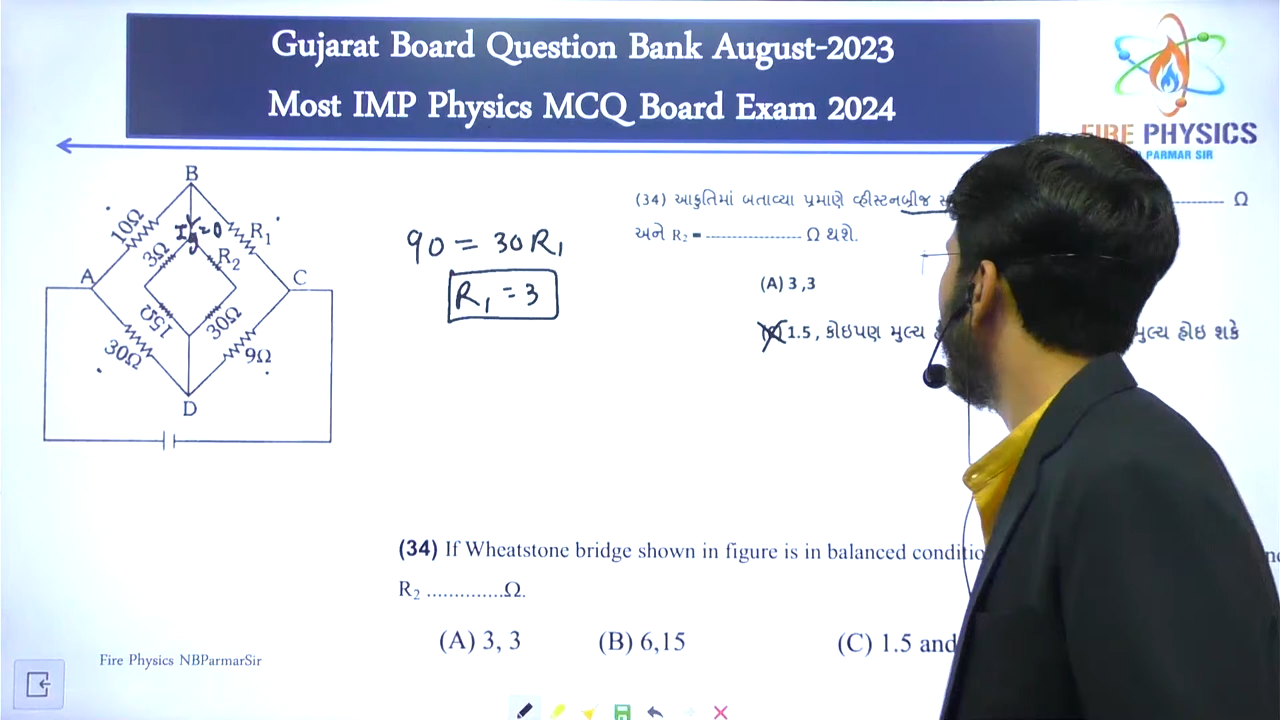 Gujarat Board Question Bank August-2023
Most IMP Physics MCQ Board Exam 2024
FIRE PHYSICS
PARMAR SIR
B
10Ω
I g = 0
R₁
3Ω
R₂
A
C
15Ω
30Ω
30Ω
9Ω
D
90 = 30R₁
R₁ = 3
(34) આકૃતિમાં બતાવ્યા પ્રમાણે વ્હીસ્ટનબ્રીજ ------- Ω
અને R₂ = ------------------ Ω થશે.
(A) 3 ,3
1.5 , કોઇપણ મુલ્ય મુલ્ય હોઇ શકે
(34) If Wheatstone bridge shown in figure is in balanced
R₂ ..............Ω.
(A) 3, 3 (B) 6,15 (C) 1.5 and
Fire Physics NBParmarSir